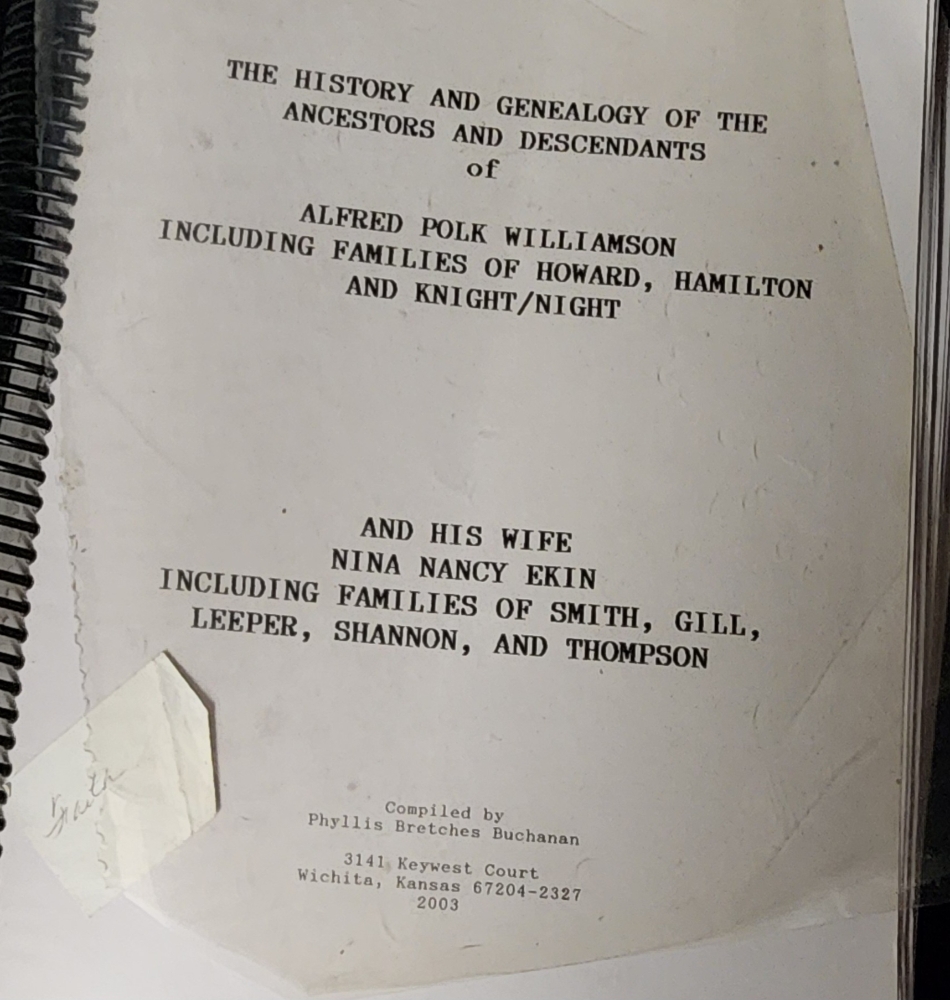 THE HISTORY AND GENEALOGY OF THE
ANCESTORS AND DESCENDANTS
of
ALFRED POLK WILLIAMSON
INCLUDING FAMILIES OF HOWARD, HAMILTON
AND KNIGHT/NIGHT
AND HIS WIFE
NINA NANCY EKIN
INCLUDING FAMILIES OF SMITH, GILL,
LEEPER, SHANNON, AND THOMPSON
Compiled by
Phyllis Bretches Buchanan
3141 Keywest Court
Wichita, Kansas 67204-2327
2003